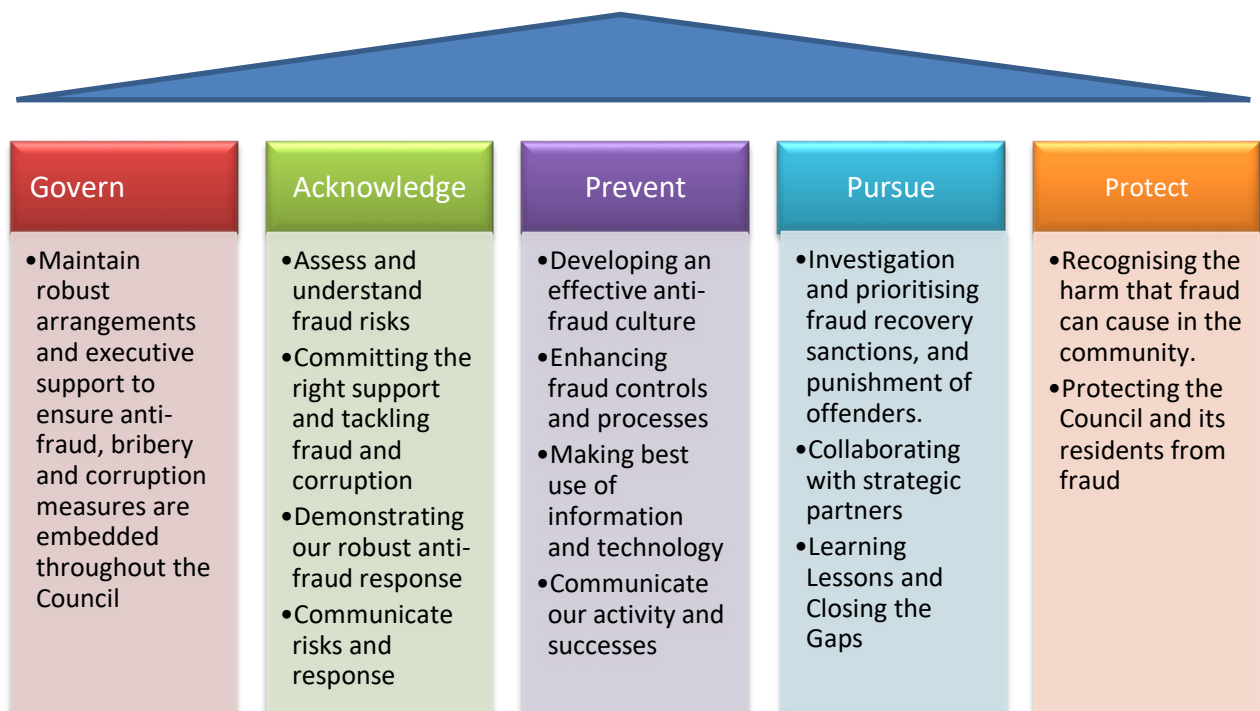 Govern
•Maintain
robust
arrangements
and executive
support to
ensure anti-
fraud, bribery
and corruption
measures are
embedded
throughout the
Council
Acknowledge
•Assess and
understand
fraud risks
•Committing the
right support
and tackling
fraud and
corruption
•Demonstrating
our robust anti-
fraud response
•Communicate
risks and
response
Prevent
•Developing an
effective anti-
fraud culture
•Enhancing
fraud controls
and processes
•Making best
use of
information
and technology
•Communicate
our activity and
successes
Pursue
•Investigation
and prioritising
fraud recovery
sanctions, and
punishment of
offenders.
•Collaborating
with strategic
partners
•Learning
Lessons and
Closing the
Gaps
Protect
•Recognising the
harm that fraud
can cause in the
community.
•Protecting the
Council and its
residents from
fraud